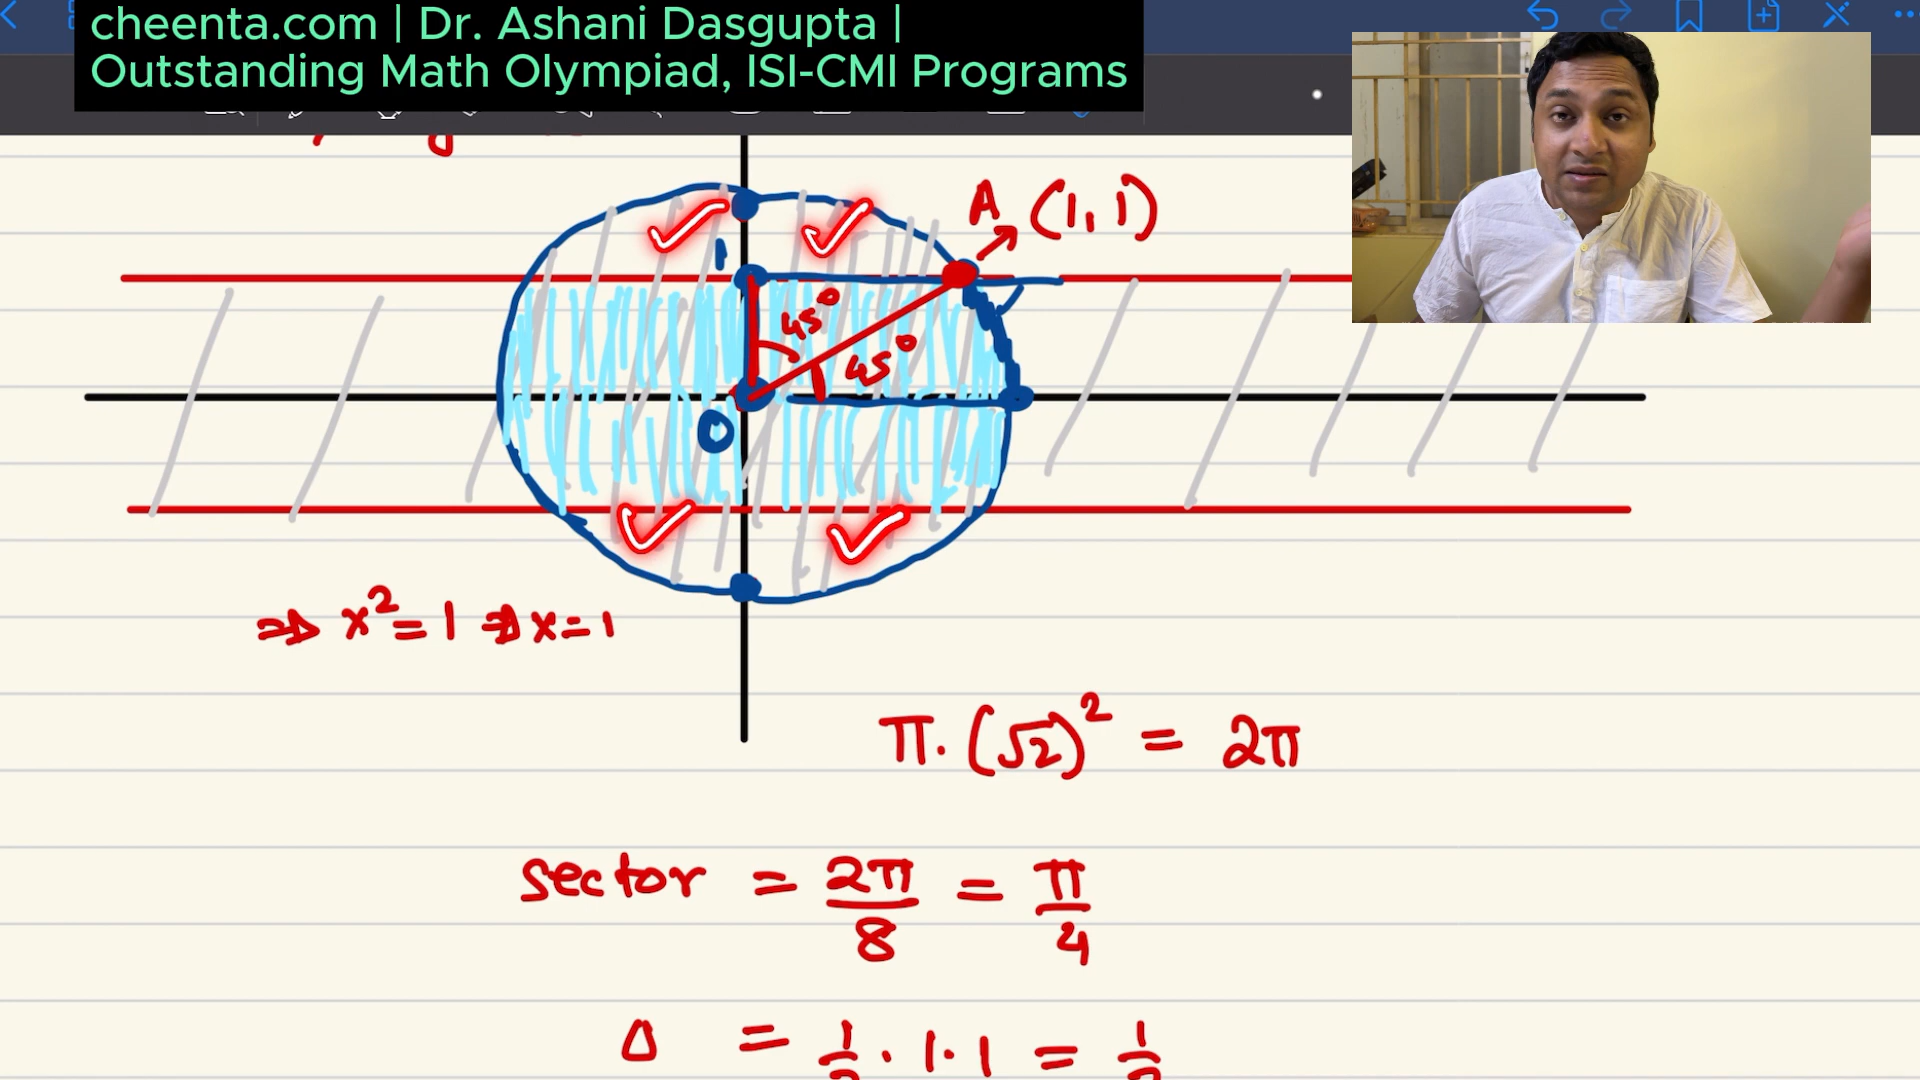 cheenta.com | Dr. Ashani Dasgupta |
Outstanding Math Olympiad, ISI-CMI Programs
A (1,1)
1
45°
45°
O
⇒ x² = 1 ⇒ x = 1
π. (√2)² = 2π
sector = 2π/8 = π/4
Δ = 1/2 . 1 . 1 = 1/2